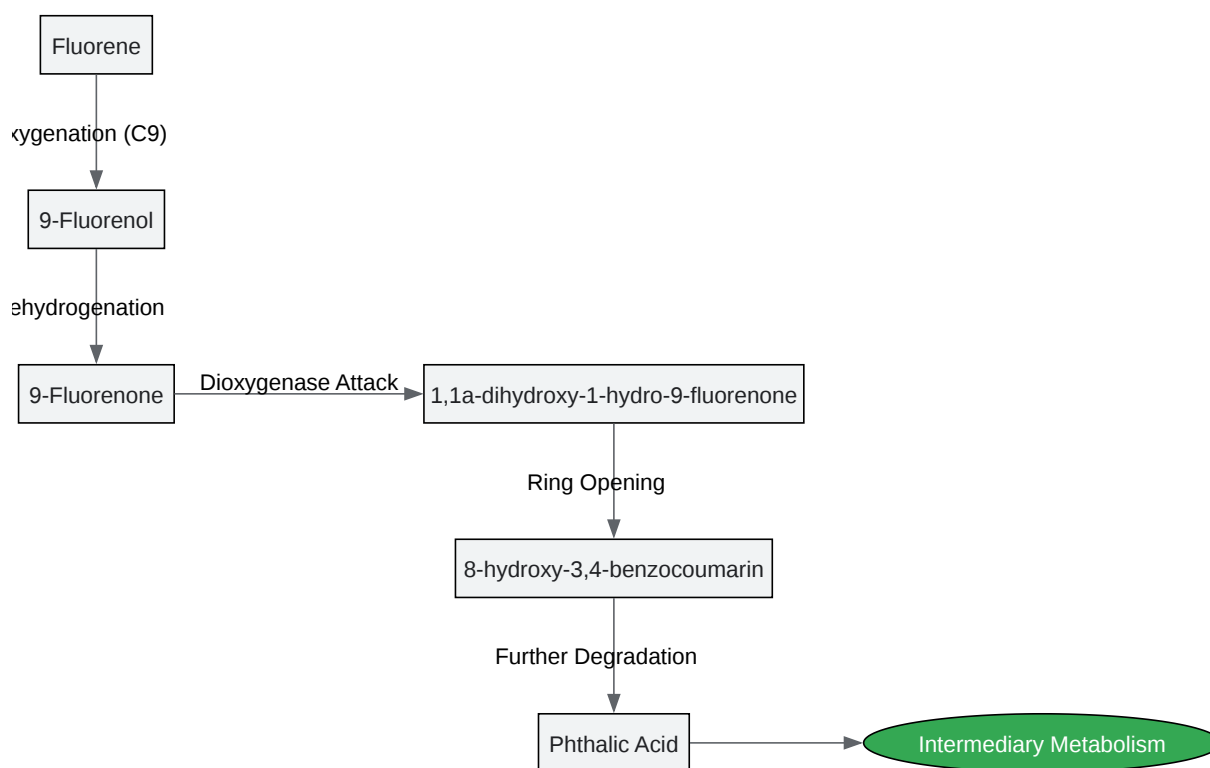 Fluorene
xygenation (C9)
9-Fluorenol
ehydrogenation
9-Fluorenone
Dioxygenase Attack
1,1a-dihydroxy-1-hydro-9-fluorenone
Ring Opening
8-hydroxy-3,4-benzocoumarin
Further Degradation
Phthalic Acid
Intermediary Metabolism